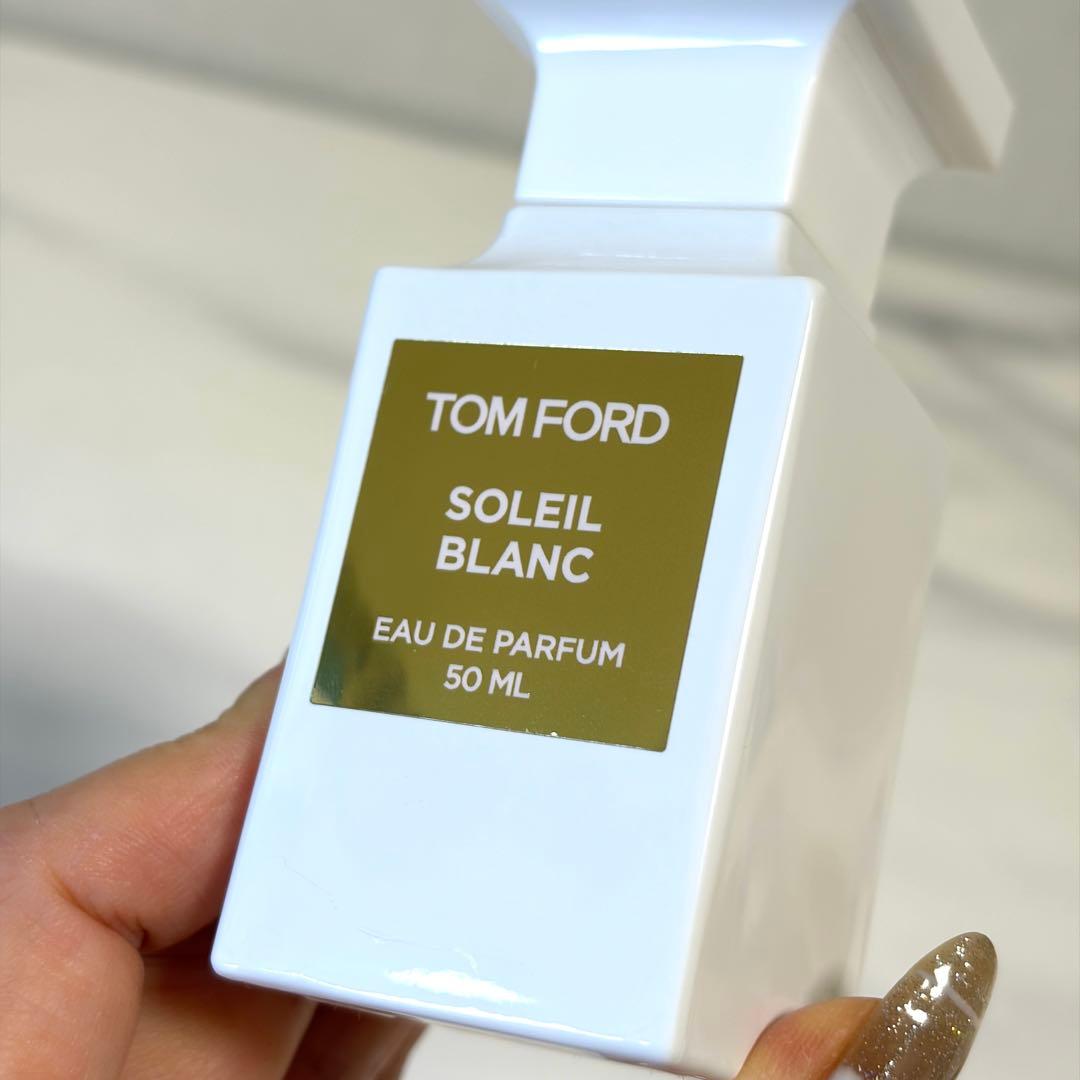 TOM FORD
SOLEIL
BLANC
EAU DE PARFUM
50 ML